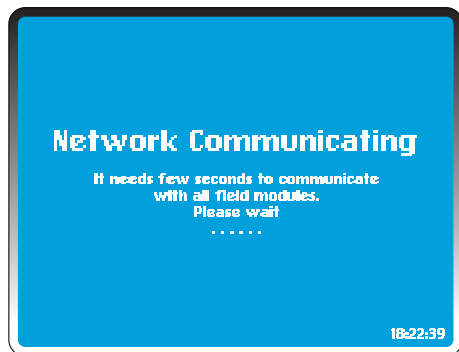 Network Communicating
It needs few seconds to communicate
with all field modules.
Please wait
. . . . . .
18:22:39